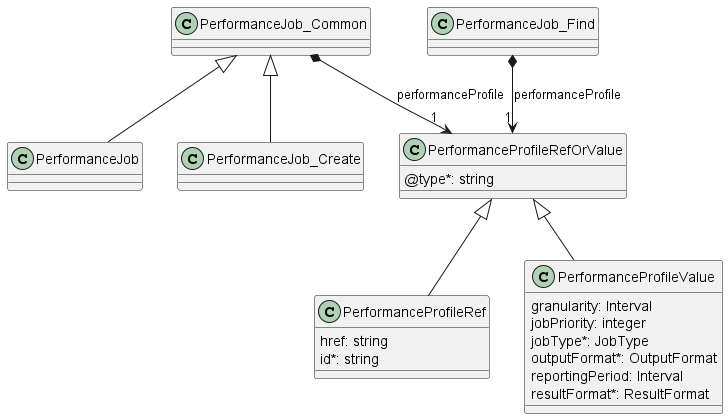 C PerformanceJob_Common
C PerformanceJob_Find
performanceProfile
performanceProfile
1
1
C PerformanceJob
C PerformanceJob_Create
C PerformanceProfileRefOrValue
@type*: string
C PerformanceProfileRef
href: string
id*: string
C PerformanceProfileValue
granularity: Interval
jobPriority: integer
jobType*: JobType
outputFormat*: OutputFormat
reportingPeriod: Interval
resultFormat*: ResultFormat